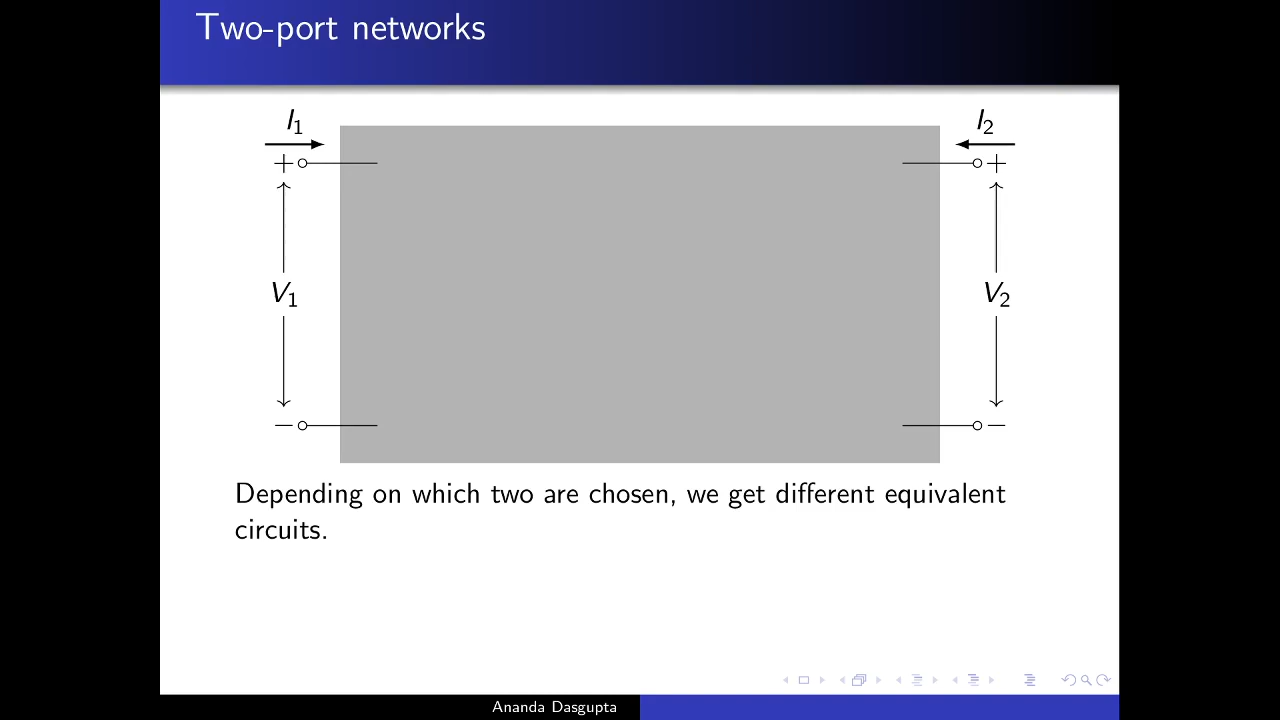 Two-port networks
I1 I2
+ +
V1 V2
− −
Depending on which two are chosen, we get different equivalent
circuits.
Ananda Dasgupta